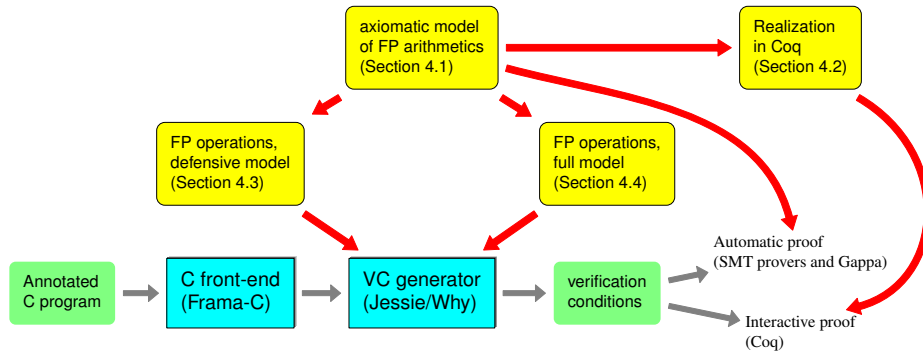 axiomatic model
of FP arithmetics
(Section 4.1)
Realization
in Coq
(Section 4.2)
FP operations,
defensive model
(Section 4.3)
FP operations,
full model
(Section 4.4)
Annotated
C program
C front-end
(Frama-C)
VC generator
(Jessie/Why)
verification
conditions
Automatic proof
(SMT provers and Gappa)
Interactive proof
(Coq)